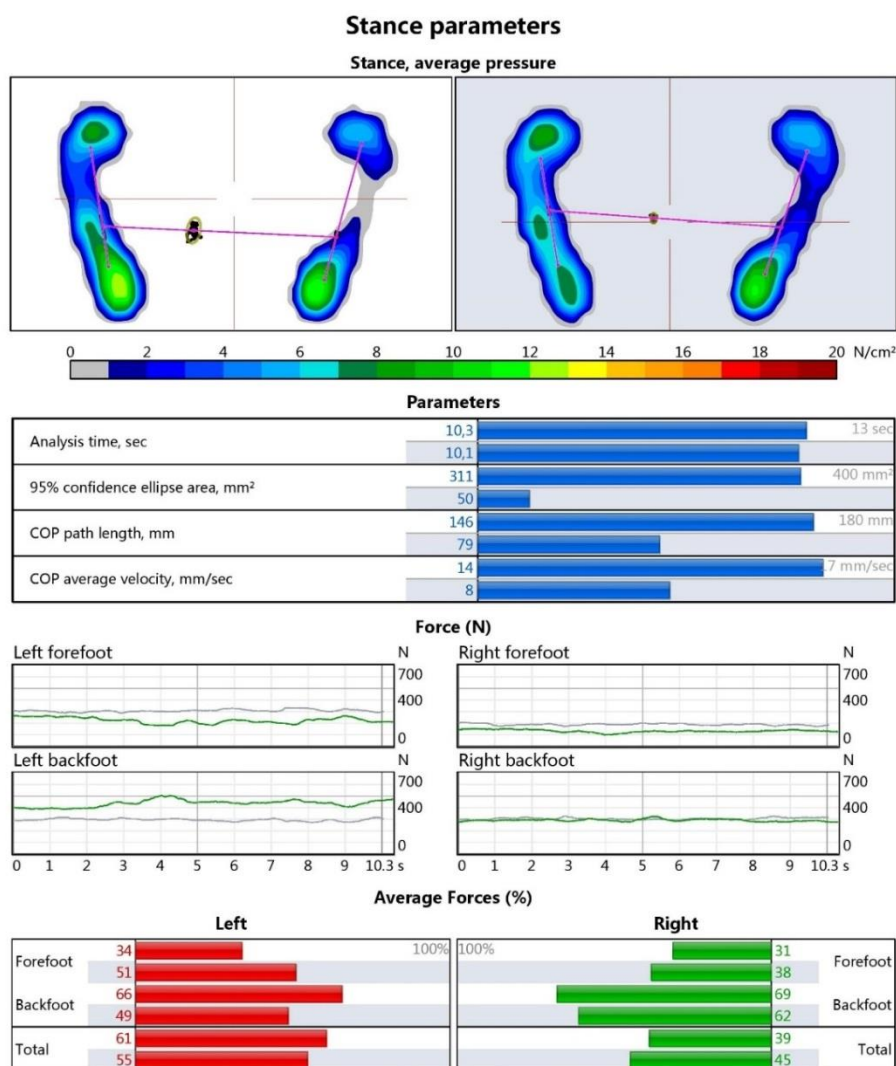 Stance parameters
Stance, average pressure
0 2 4 6 8 10 12 14 16 18 20 N/cm²
Parameters
Analysis time, sec 10,3 13 sec
10,1
95% confidence ellipse area, mm² 311 400 mm²
50
COP path length, mm 146 180 mm
79
COP average velocity, mm/sec 14 .7 mm/sec
8
Force (N)
Left forefoot N Right forefoot N
700 700
400 400
0 0
Left backfoot N Right backfoot N
700 700
400 400
0 0
0 1 2 3 4 5 6 7 8 9 10.3 s 0 1 2 3 4 5 6 7 8 9 10.3 s
Average Forces (%)
Left Right
Forefoot 34 100% 100% 31 Forefoot
51 38
Backfoot 66 69 Backfoot
49 62
Total 61 39 Total
55 45